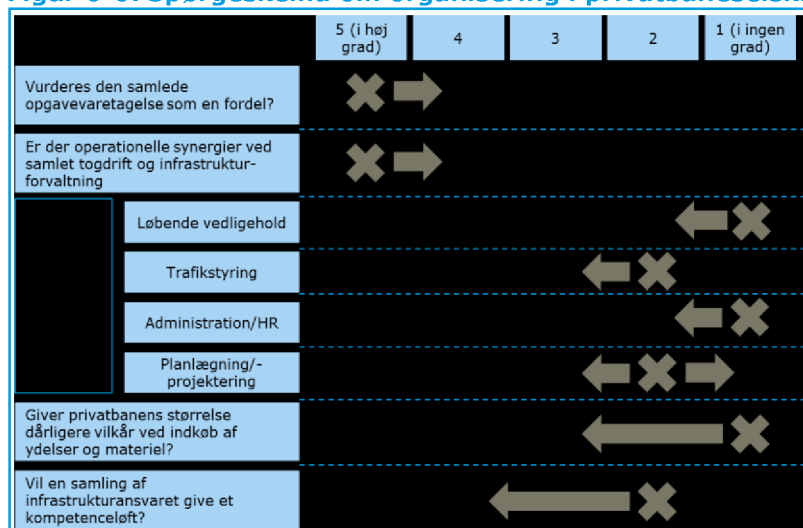 5 (i høj
grad)
4
3
2
1 (i ingen
grad)
Vurderes den samlede
opgavevaretagelse som en fordel?
Er der operationelle synergier ved
samlet togdrift og infrastruktur-
forvaltning
Løbende vedligehold
Trafikstyring
Administration/HR
Planlægning/-
projektering
Giver privatbanens størrelse
dårligere vilkår ved indkøb af
ydelser og materiel?
Vil en samling af
infrastrukturansvaret give et
kompetenceløft?